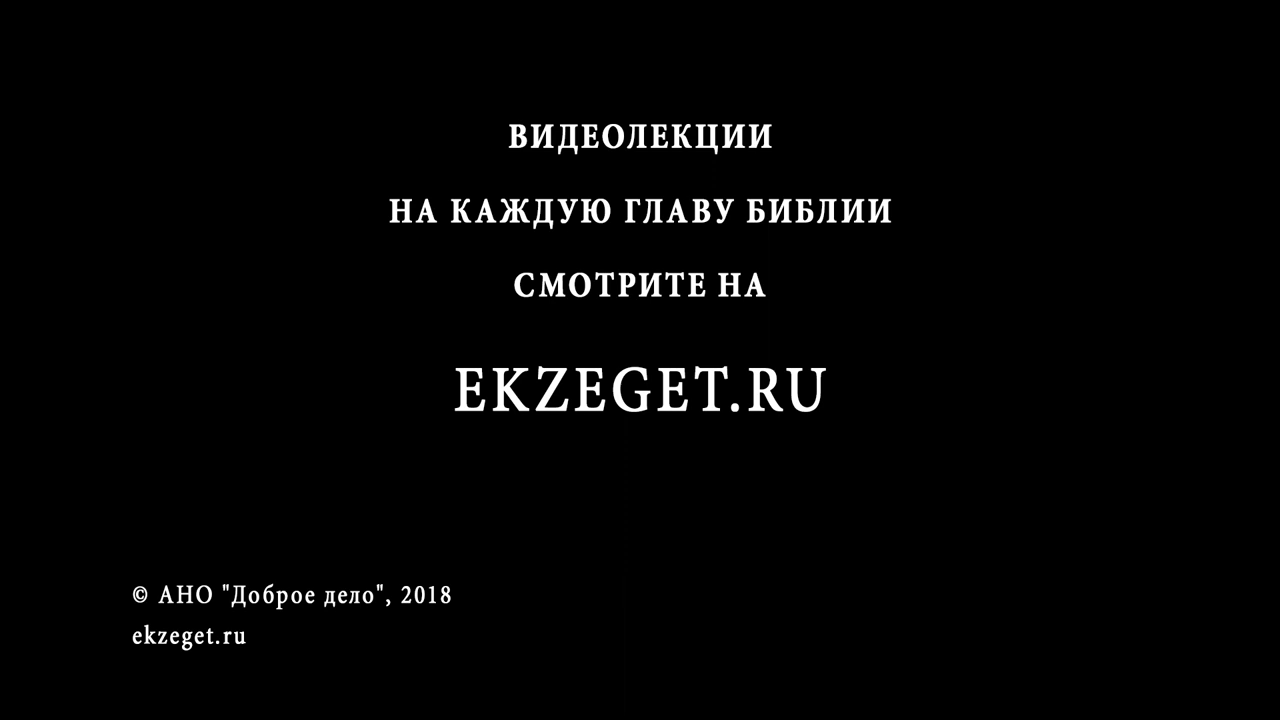 ВИДЕОЛЕКЦИИ
НА КАЖДУЮ ГЛАВУ БИБЛИИ
СМОТРИТЕ НА
EKZEGET.RU
© АНО "Доброе дело", 2018
ekzeget.ru